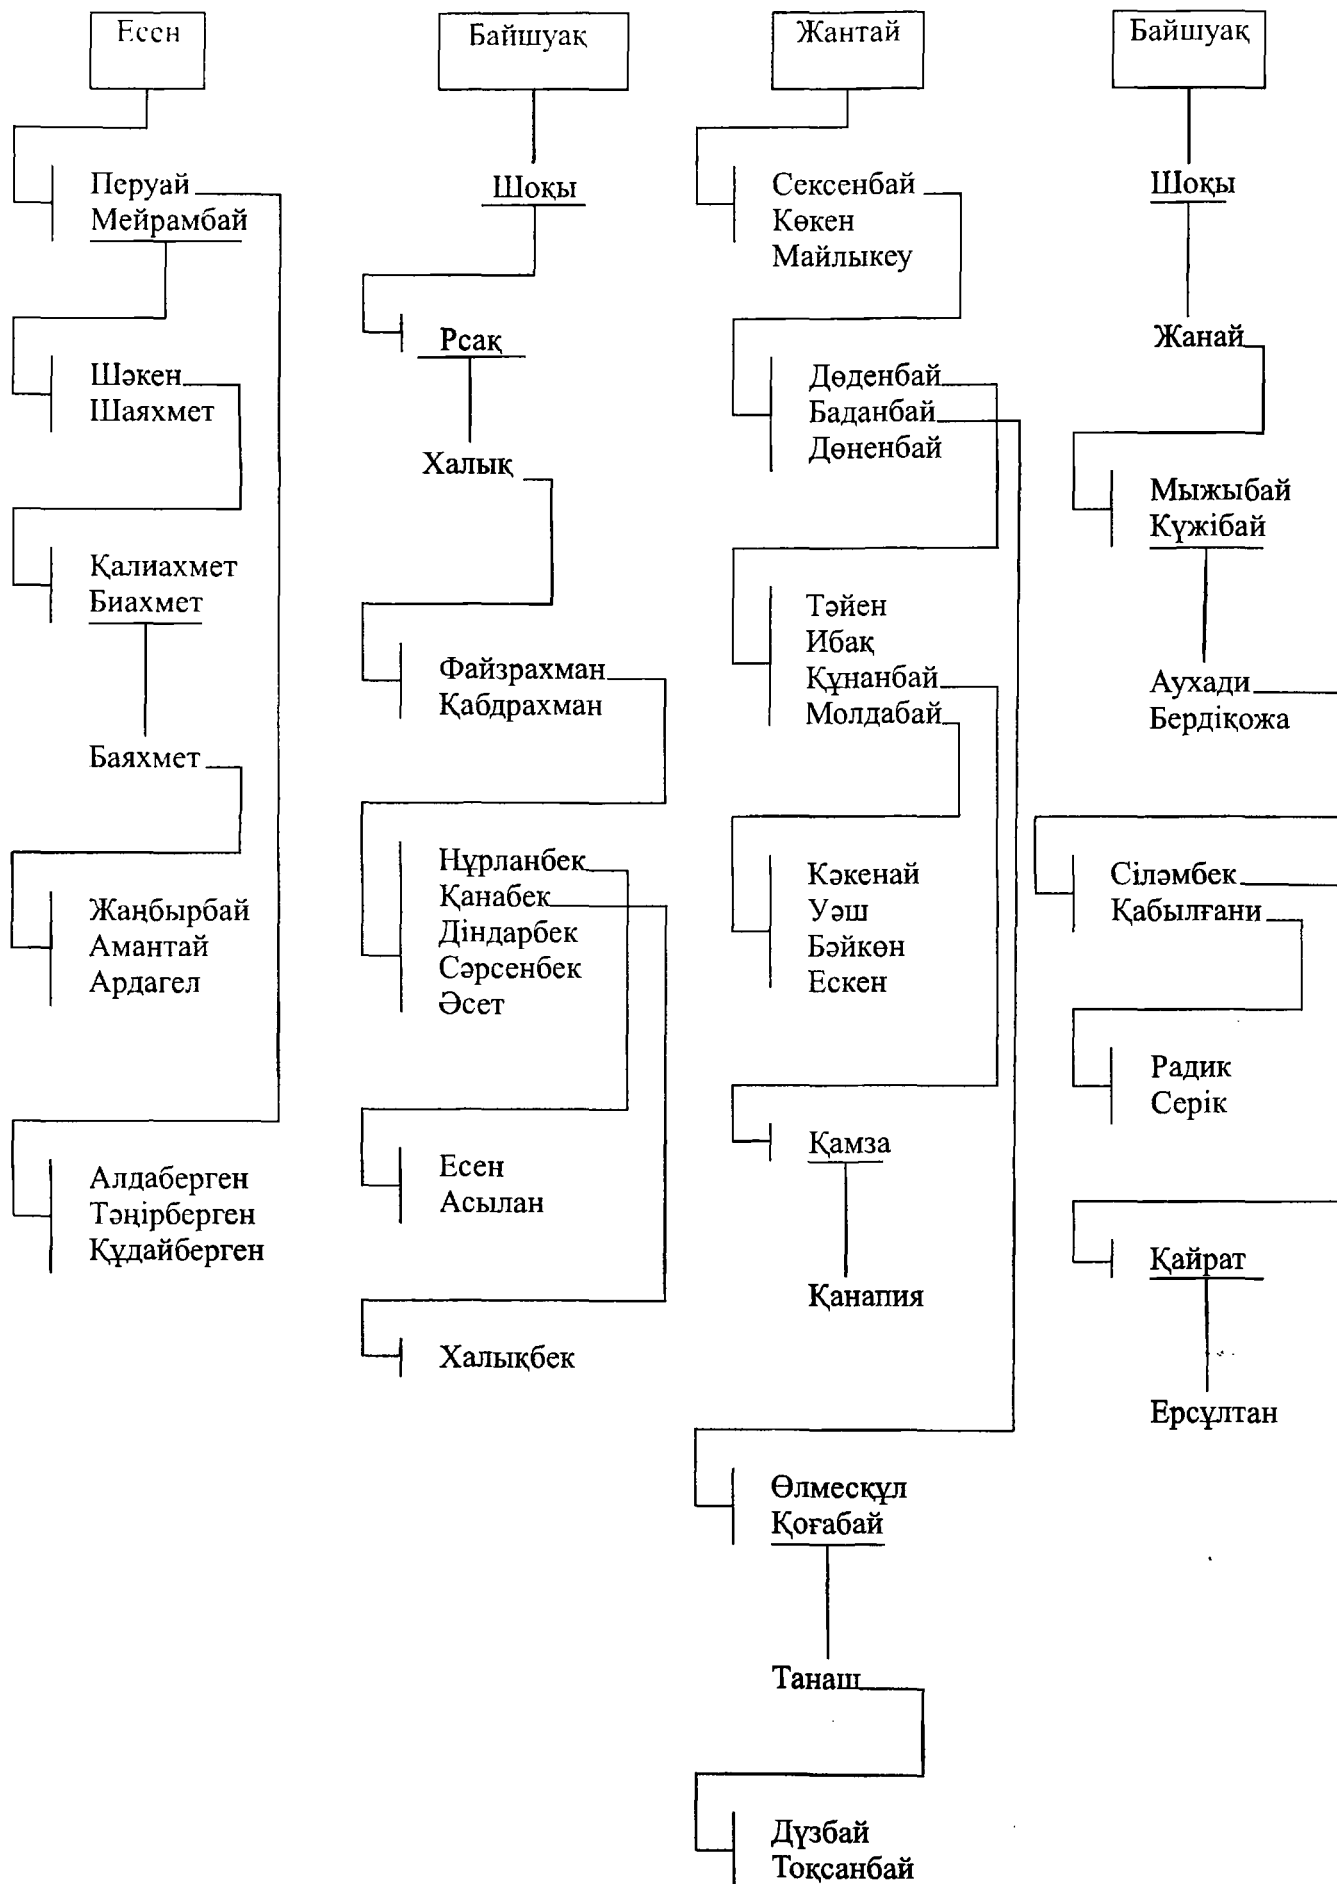 Есен
Перуай
Мейрамбай
Шәкен
Шаяхмет
Қалиахмет
Биахмет
Баяхмет
Жаңбырбай
Амантай
Ардагел
Алдаберген
Тәңірберген
Құдайберген
Байшуақ
Шоқы
Рсақ
Халық
Файзрахман
Қабдрахман
Нұрланбек
Қанабек
Діндарбек
Сәрсенбек
Әсет
Есен
Асылан
Халықбек
Жантай
Сексенбай
Көкен
Майлыкеу
Дөденбай
Баданбай
Дөненбай
Тәйен
Ибақ
Құнанбай
Молдабай
Кәкенай
Уәш
Бәйкөн
Ескен
Қамза
Қанапия
Өлмесқұл
Қоғабай
Танаш
Дүзбай
Тоқсанбай
Байшуақ
Шоқы
Жанай
Мыжыбай
Күжібай
Аухади
Бердіқожа
Сіләмбек
Қабылғани
Радик
Серік
Қайрат
Ерсұлтан